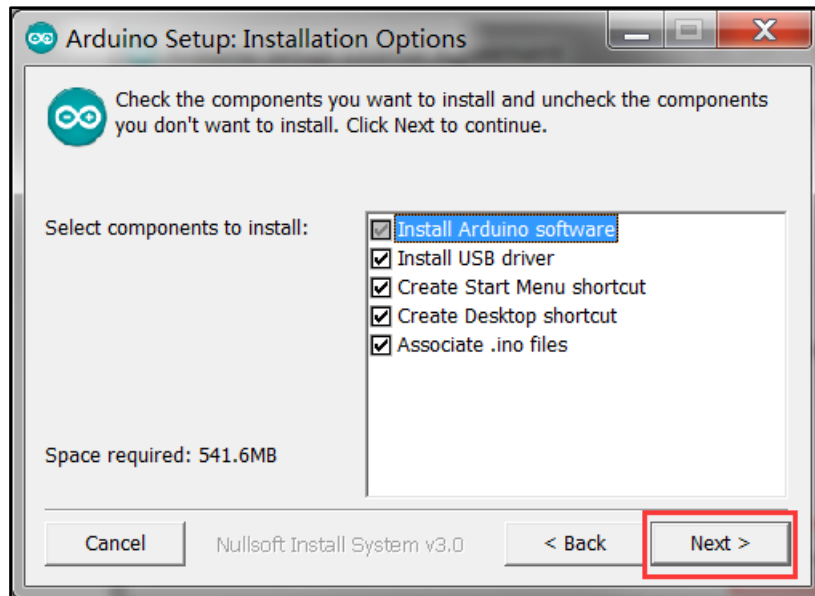 Arduino Setup: Installation Options
Check the components you want to install and uncheck the components
you don't want to install. Click Next to continue.
Select components to install:
Install Arduino software
Install USB driver
Create Start Menu shortcut
Create Desktop shortcut
Associate .ino files
Space required: 541.6MB
Cancel
Nullsoft Install System v3.0
< Back
Next >